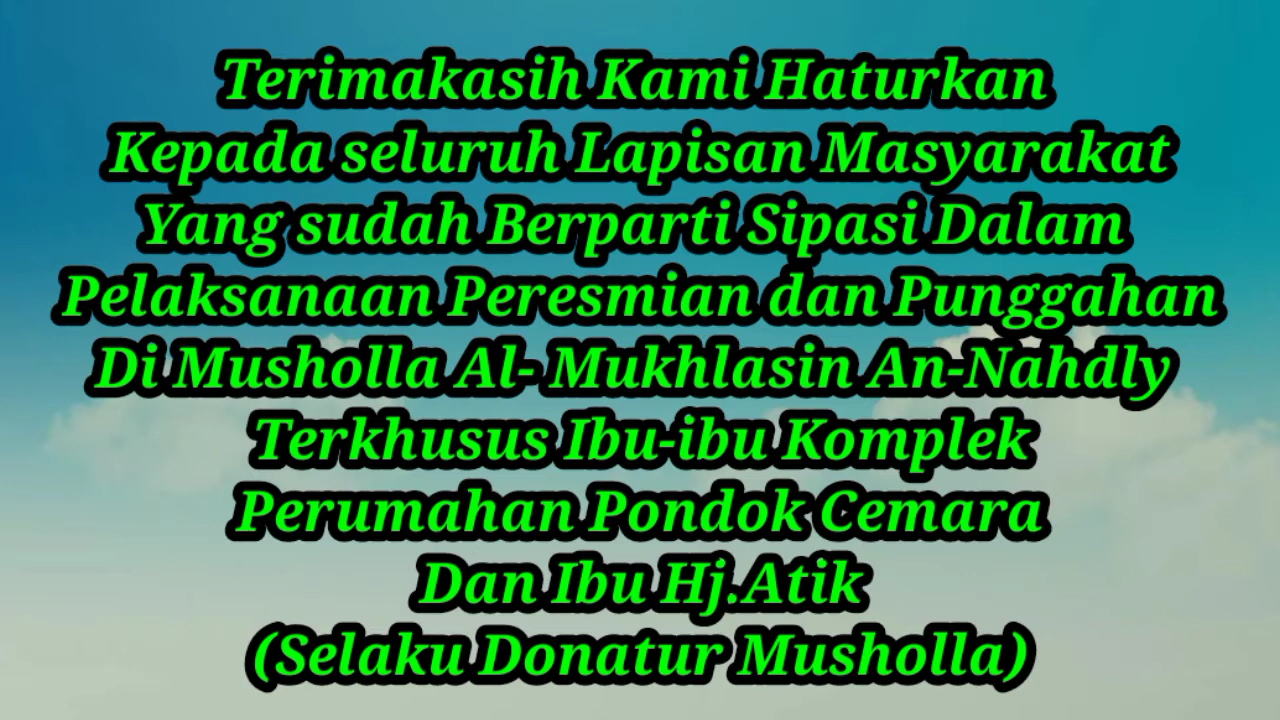 Terimakasih Kami Haturkan
Kepada seluruh Lapisan Masyarakat
Yang sudah Berparti Sipasi Dalam
Pelaksanaan Peresmian dan Punggahan
Di Musholla Al- Mukhlasin An-Nahdly
Terkhusus Ibu-ibu Komplek
Perumahan Pondok Cemara
Dan Ibu Hj.Atik
(Selaku Donatur Musholla)